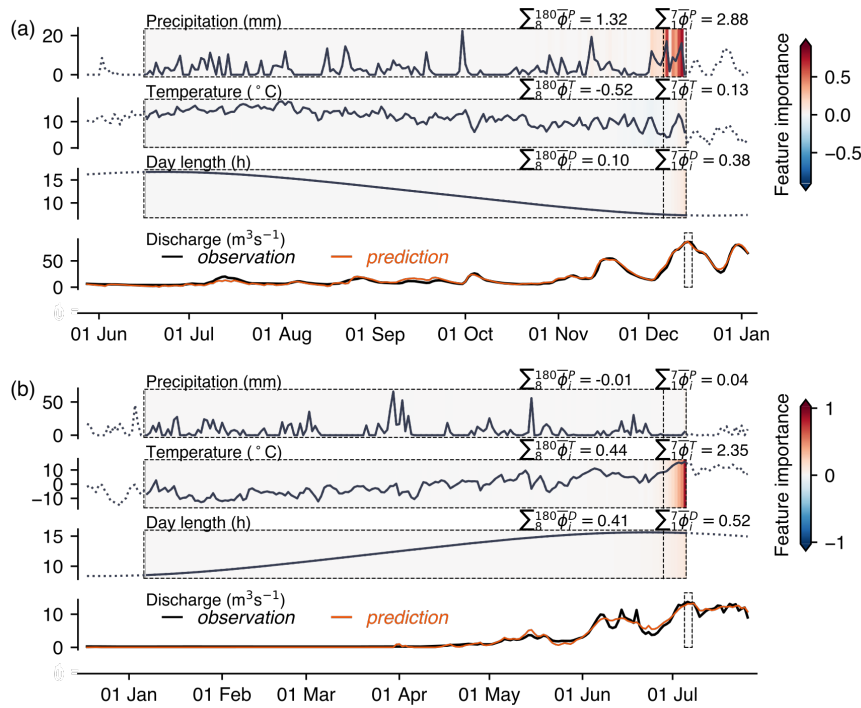 (a)
Precipitation (mm)
∑₈¹⁸⁰ϕ̅ᵢᴾ = 1.32
∑₁⁷ϕ̅ᵢᴾ = 2.88
20
0
Temperature (°C)
∑₈¹⁸⁰ϕ̅ᵢᵀ = -0.52
∑₁⁷ϕ̅ᵢᵀ = 0.13
10
0
Day length (h)
∑₈¹⁸⁰ϕ̅ᵢᴰ = 0.10
∑₁⁷ϕ̅ᵢᴰ = 0.38
15
10
Discharge (m³s⁻¹)
observation prediction
50
0
01 Jun 01 Jul 01 Aug 01 Sep 01 Oct 01 Nov 01 Dec 01 Jan
0.5
0.0
−0.5
Feature importance
(b)
Precipitation (mm)
∑₈¹⁸⁰ϕ̅ᵢᴾ = -0.01
∑₁⁷ϕ̅ᵢᴾ = 0.04
50
0
Temperature (°C)
∑₈¹⁸⁰ϕ̅ᵢᵀ = 0.44
∑₁⁷ϕ̅ᵢᵀ = 2.35
10
0
−10
Day length (h)
∑₈¹⁸⁰ϕ̅ᵢᴰ = 0.41
∑₁⁷ϕ̅ᵢᴰ = 0.52
15
10
Discharge (m³s⁻¹)
observation prediction
10
0
01 Jan 01 Feb 01 Mar 01 Apr 01 May 01 Jun 01 Jul
1
0
−1
Feature importance